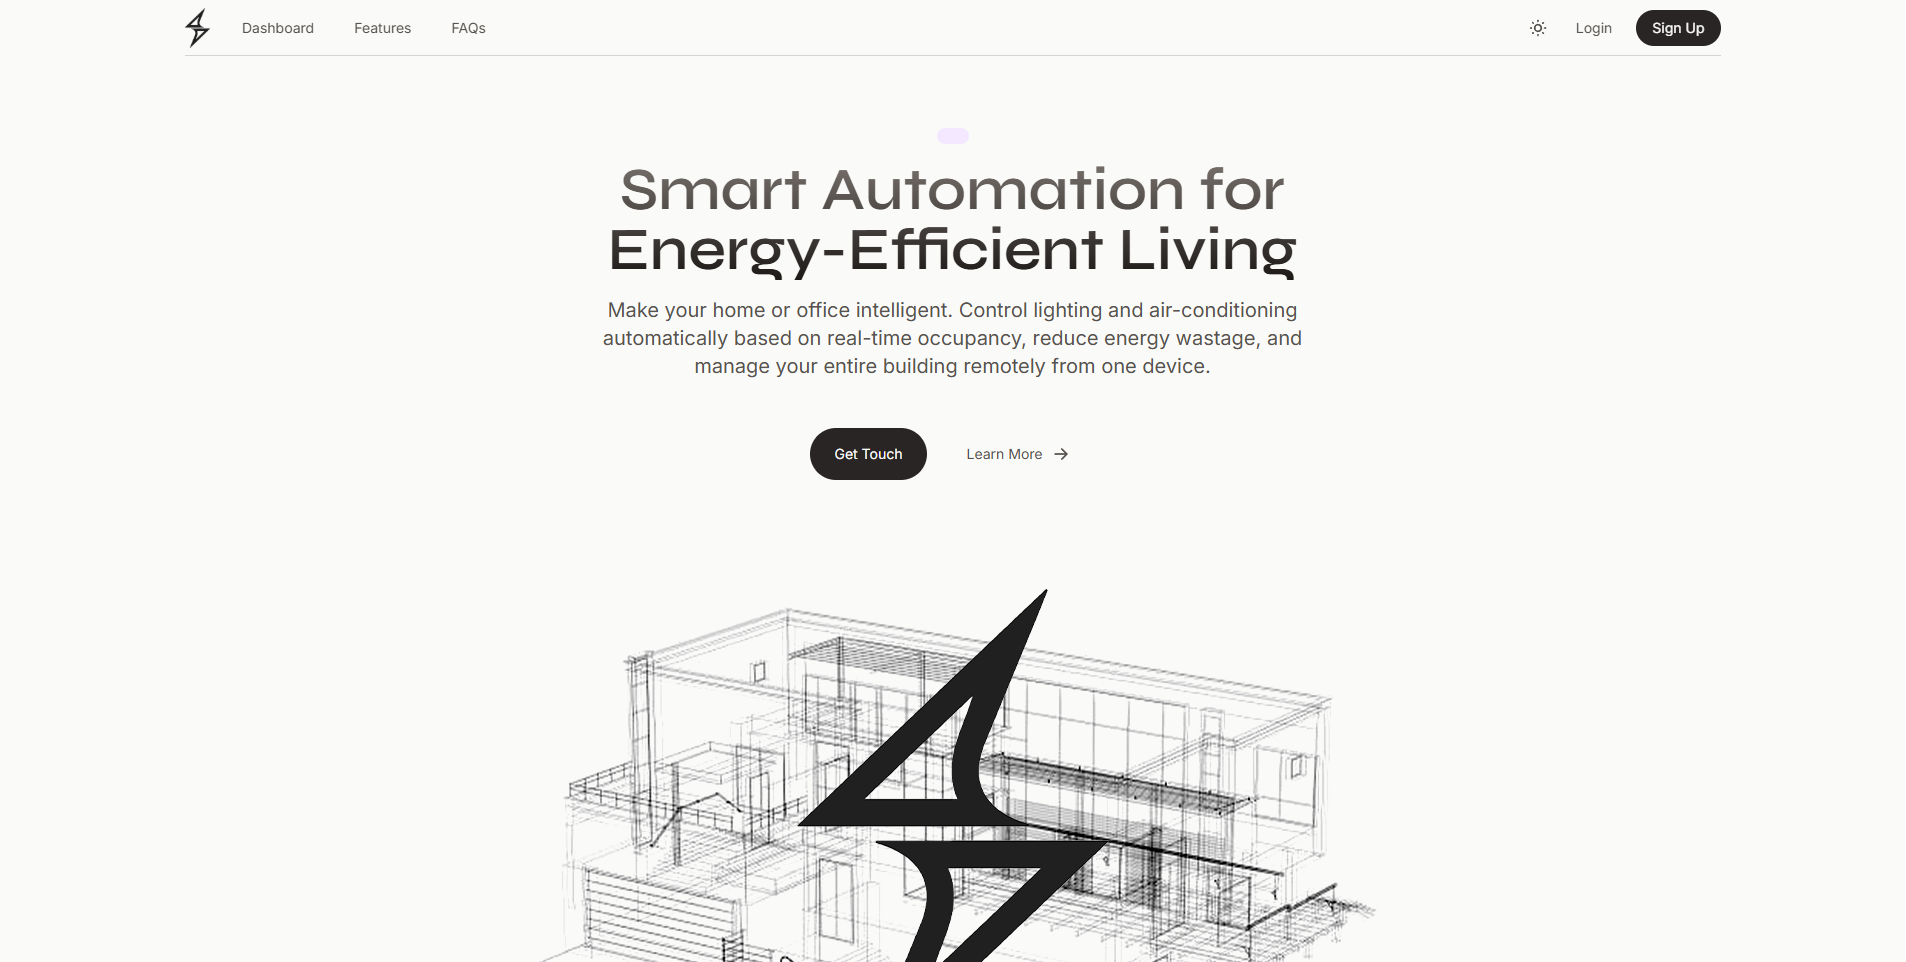 Dashboard
Features
FAQs
Login
Sign Up
Smart Automation for
Energy-Efficient Living
Make your home or office intelligent. Control lighting and air-conditioning
automatically based on real-time occupancy, reduce energy wastage, and
manage your entire building remotely from one device.
Get Touch
Learn More